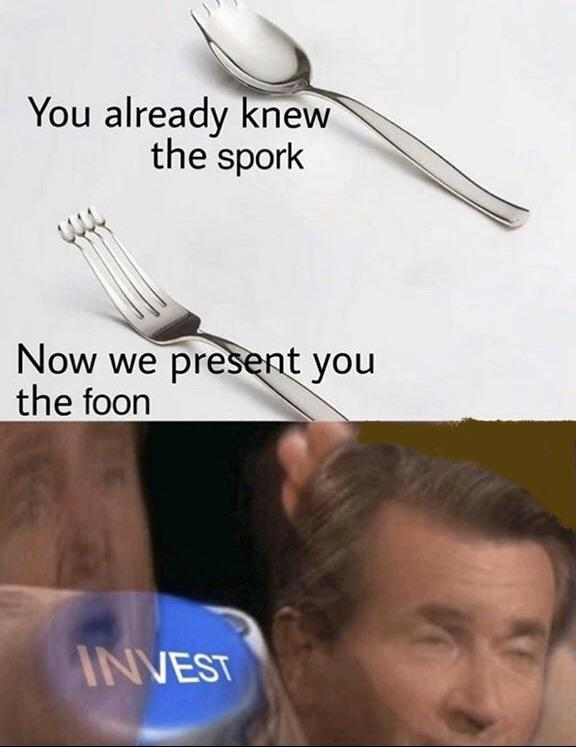 You already knew
the spork
Now we present you
the foon
INVEST